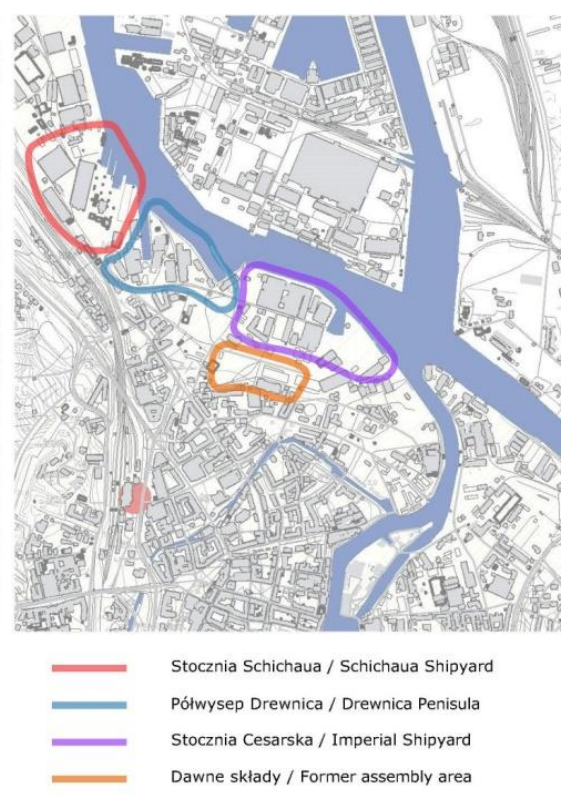 Stocznia Schichaua / Schichaua Shipyard
Półwysep Drewnica / Drewnica Penisula
Stocznia Cesarska / Imperial Shipyard
Dawne składy / Former assembly area